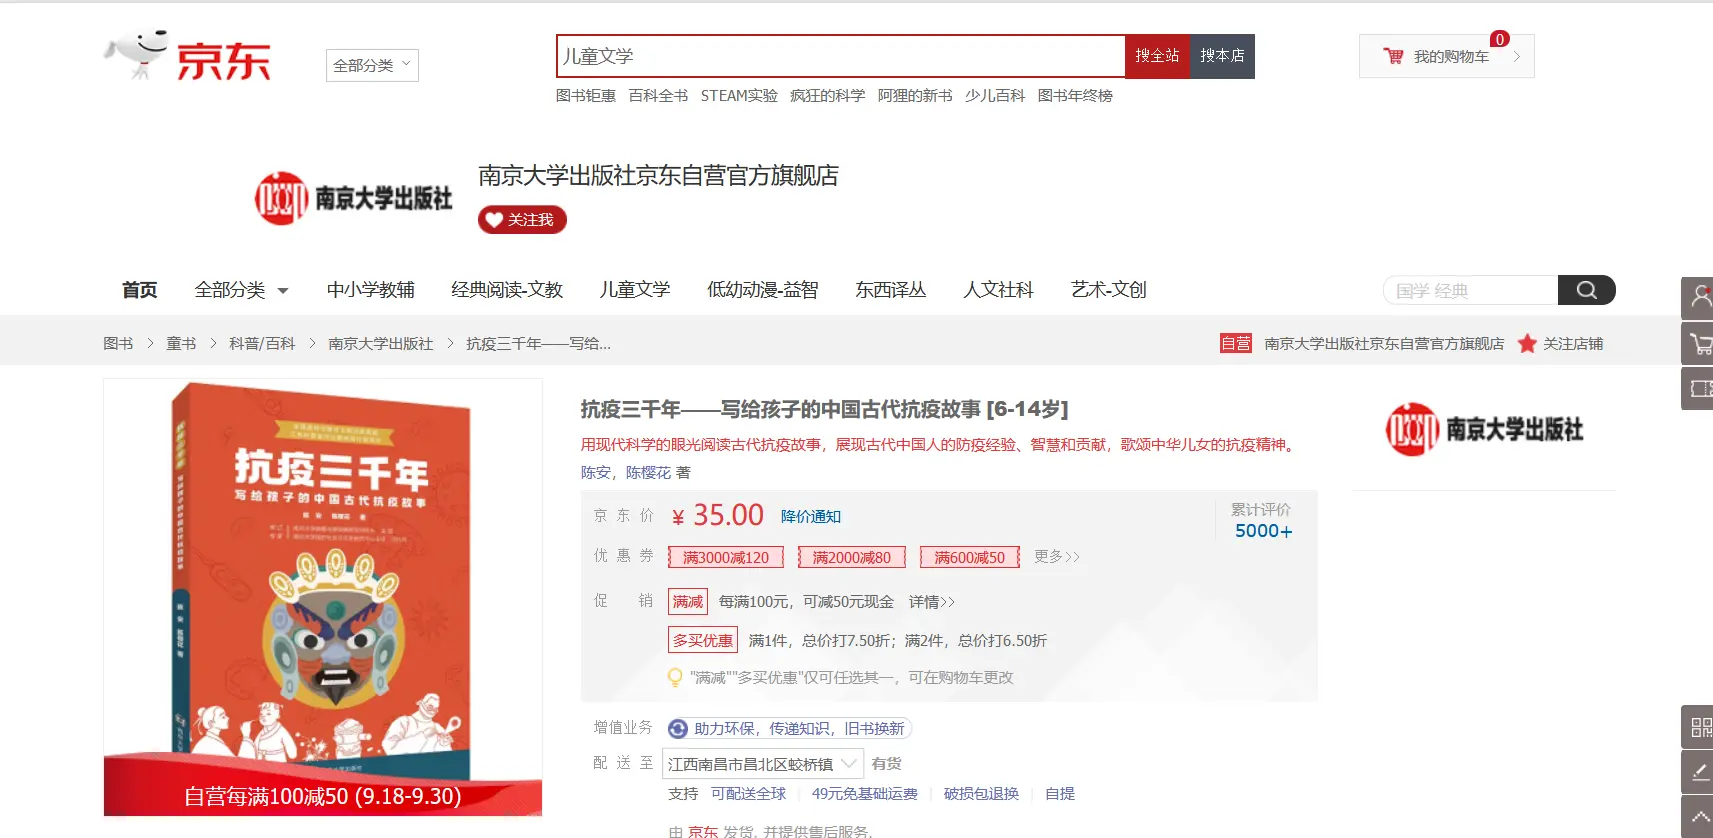 京东
全部分类
儿童文学
搜全站
搜本店
0
我的购物车
图书钜惠 百科全书 STEAM实验 疯狂的科学 阿狸的新书 少儿百科 图书年终榜
南京大学出版社
南京大学出版社京东自营官方旗舰店
关注我
首页 全部分类 中小学教辅 经典阅读-文教 儿童文学 低幼动漫-益智 东西译丛 人文社科 艺术-文创
国学 经典
图书 > 童书 > 科普/百科 > 南京大学出版社 > 抗疫三千年——写给...
自营 南京大学出版社京东自营官方旗舰店 关注店铺
抗疫三千年
写给孩子的中国古代抗疫故事
陈安 陈樱花 著
自营每满100减50 (9.18-9.30)
抗疫三千年——写给孩子的中国古代抗疫故事 [6-14岁]
用现代科学的眼光阅读古代抗疫故事，展现古代中国人的防疫经验、智慧和贡献，歌颂中华儿女的抗疫精神。
陈安，陈樱花 著
京东价 ¥ 35.00 降价通知
累计评价
5000+
优惠券 满3000减120 满2000减80 满600减50 更多>>
促销 满减 每满100元，可减50元现金 详情>>
多买优惠 满1件，总价打7.50折；满2件，总价打6.50折
"满减""多买优惠"仅可任选其一，可在购物车更改
增值业务 助力环保，传递知识，旧书换新
配送至 江西南昌市昌北区蛟桥镇 有货
支持 可配送全球 49元免基础运费 破损包退换 自提
由 京东 发货, 并提供售后服务.
南京大学出版社